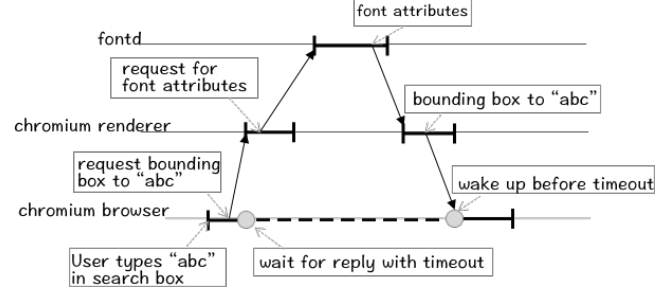 font attributes
fontd
request for
font attributes
bounding box to “abc”
chromium renderer
request bounding
box to “abc”
wake up before timeout
chromium browser
User types “abc”
in search box
wait for reply with timeout